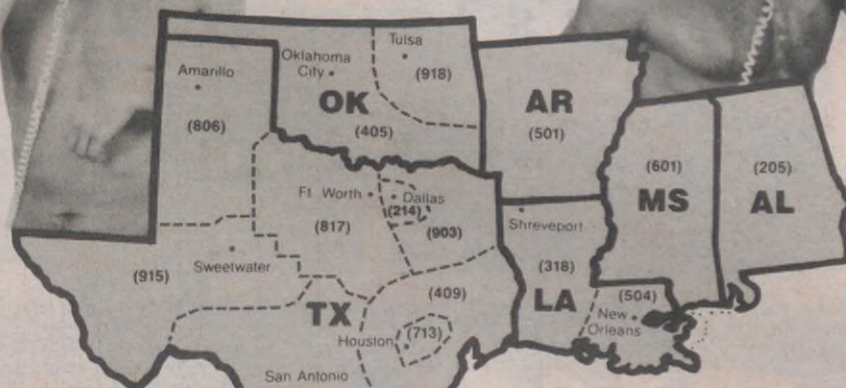 Tulsa
Oklahoma
City
(918)
Amarillo
OK
AR
(806)
(405)
(501)
(601)
(205)
MS
AL
Ft. Worth
Dallas
(214)
Shreveport
(817)
(903)
(915)
Sweetwater
(318)
(409)
LA
(504)
TX
New
Orleans
Houston
(713)
San Antonio